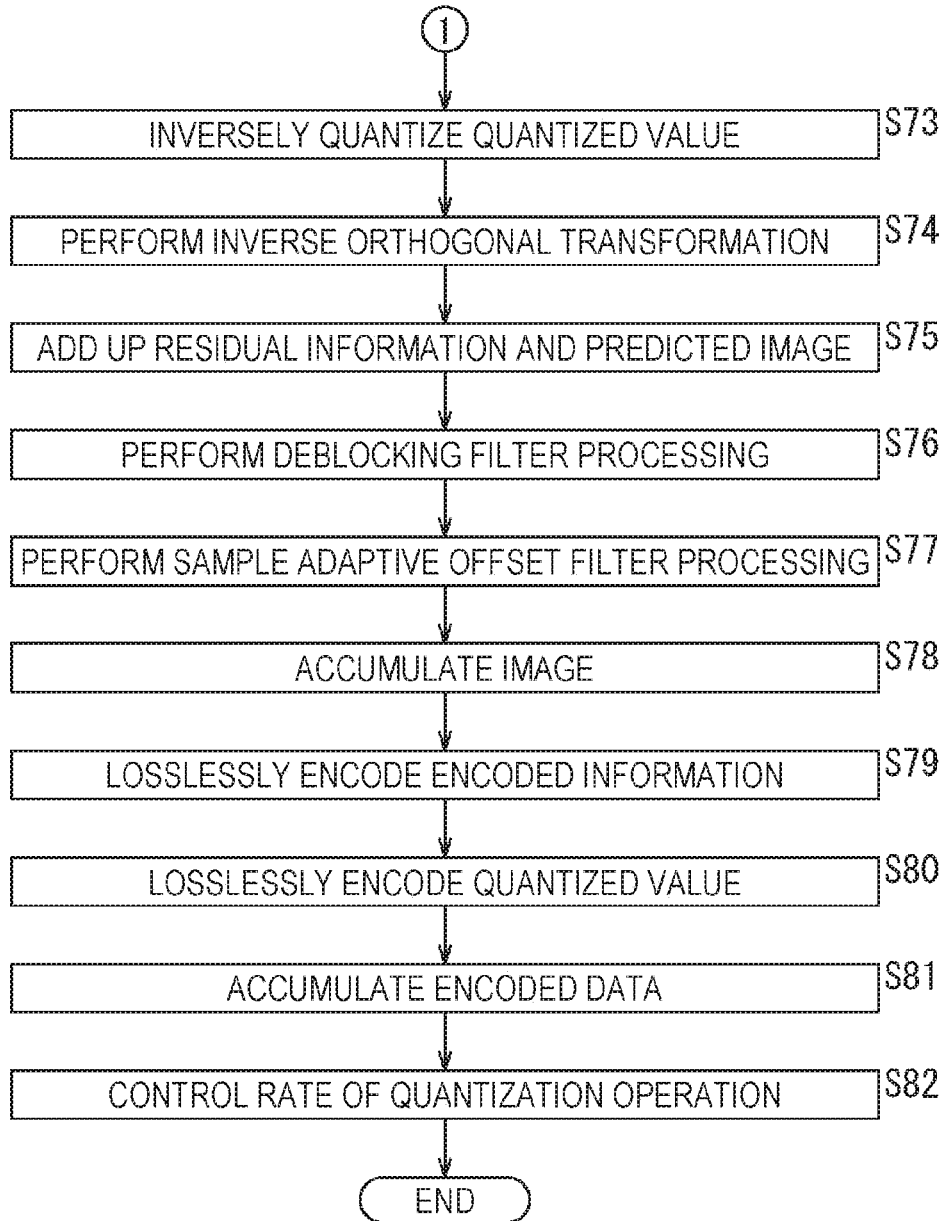 1
INVERSELY QUANTIZE QUANTIZED VALUE S73
PERFORM INVERSE ORTHOGONAL TRANSFORMATION S74
ADD UP RESIDUAL INFORMATION AND PREDICTED IMAGE S75
PERFORM DEBLOCKING FILTER PROCESSING S76
PERFORM SAMPLE ADAPTIVE OFFSET FILTER PROCESSING S77
ACCUMULATE IMAGE S78
LOSSLESSLY ENCODE ENCODED INFORMATION S79
LOSSLESSLY ENCODE QUANTIZED VALUE S80
ACCUMULATE ENCODED DATA S81
CONTROL RATE OF QUANTIZATION OPERATION S82
END